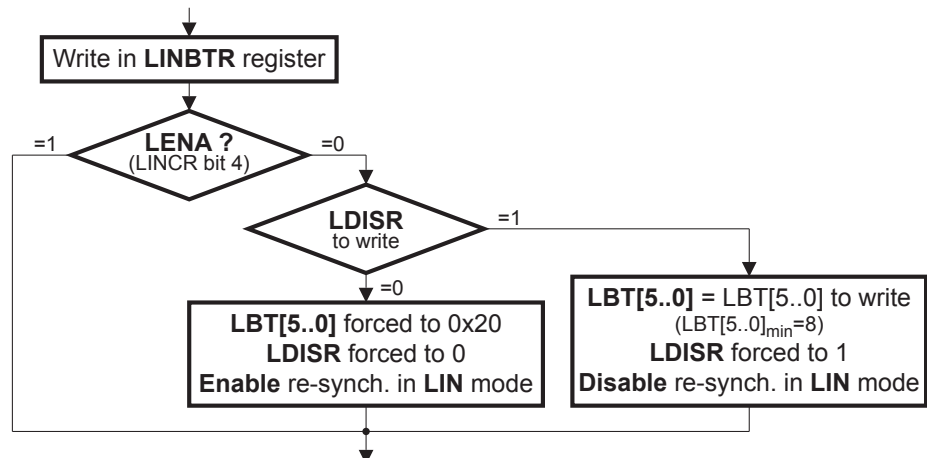 Write in LINBTR register
=1
LENA ?
=0
(LINCR bit 4)
LDISR
to write
=1
=0
LBT[5..0] forced to 0x20
LDISR forced to 0
Enable re-synch. in LIN mode
LBT[5..0] = LBT[5..0] to write
(LBT[5..0]min=8)
LDISR forced to 1
Disable re-synch. in LIN mode